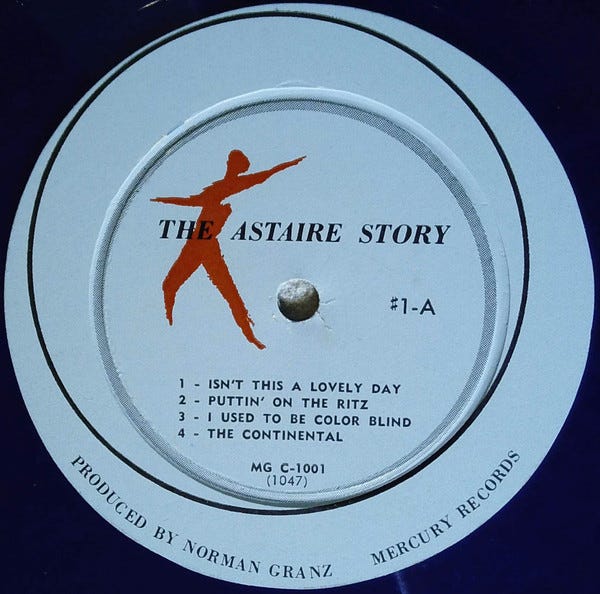 THE ASTAIRE STORY
♯1-A
1 - ISN'T THIS A LOVELY DAY
2 - PUTTIN' ON THE RITZ
3 - I USED TO BE COLOR BLIND
4 - THE CONTINENTAL
MG C-1001
(1047)
PRODUCED BY NORMAN GRANZ
MERCURY RECORDS